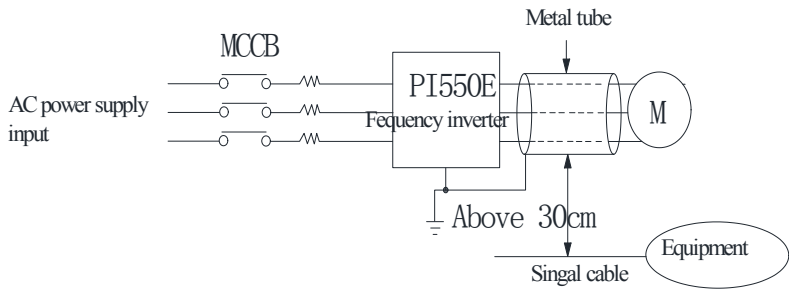 Metal tube
MCCB
PI550E
AC power supply
input
Fequency inverter
M
Above 30cm
Equipment
Singal cable